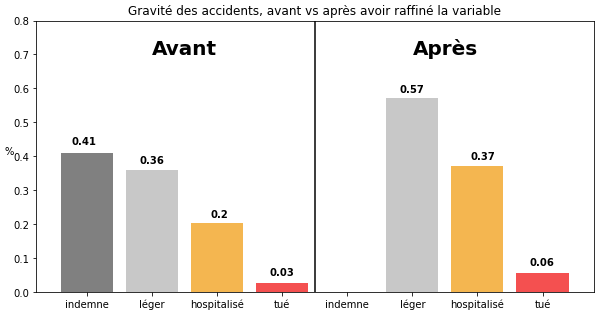 Gravité des accidents, avant vs après avoir raffiné la variable
Avant
Après
%
0.8
0.7
0.6
0.5
0.4
0.3
0.2
0.1
0.0
0.41
0.36
0.2
0.03
0.57
0.37
0.06
indemne
léger
hospitalisé
tué
indemne
léger
hospitalisé
tué